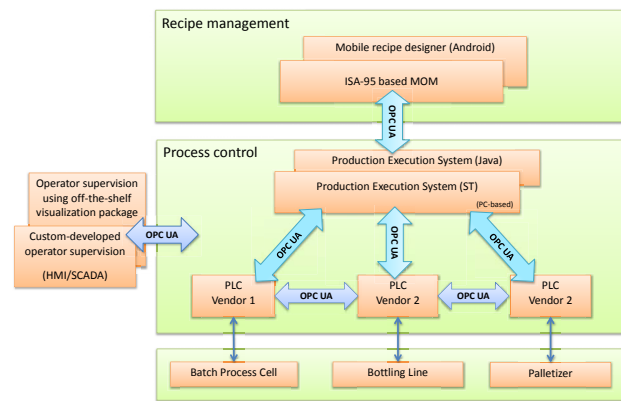 Recipe management
Mobile recipe designer (Android)
ISA-95 based MOM
OPC UA
Process control
Production Execution System (Java)
Production Execution System (ST)
(PC-based)
Operator supervision
using off-the-shelf
visualization package
Custom-developed
operator supervision
(HMI/SCADA)
OPC UA
OPC UA
OPC UA
OPC UA
PLC
Vendor 1
OPC UA
PLC
Vendor 2
OPC UA
PLC
Vendor 2
Batch Process Cell
Bottling Line
Palletizer